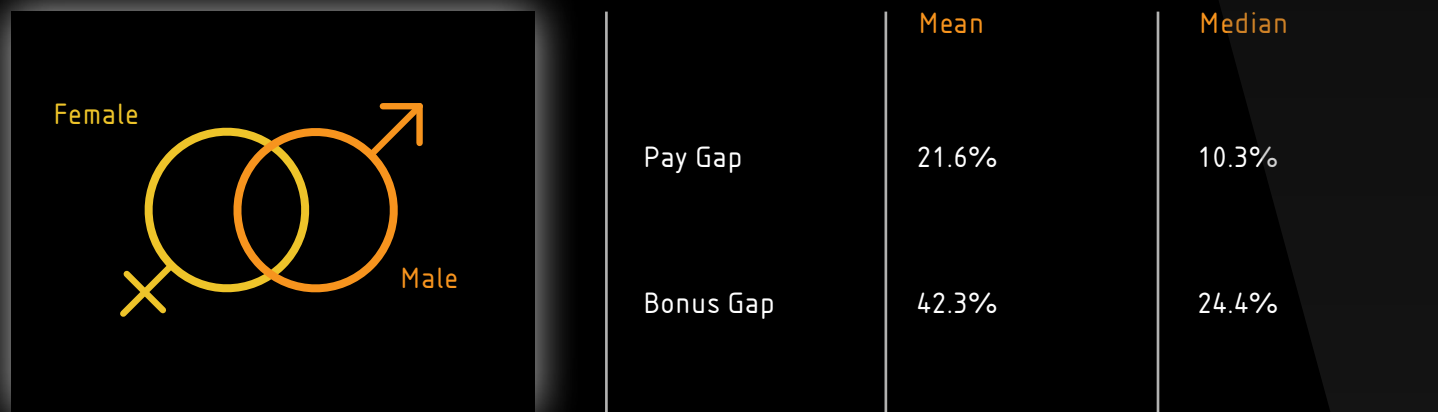 Female
Male
Mean Median
Pay Gap 21.6% 10.3%
Bonus Gap 42.3% 24.4%